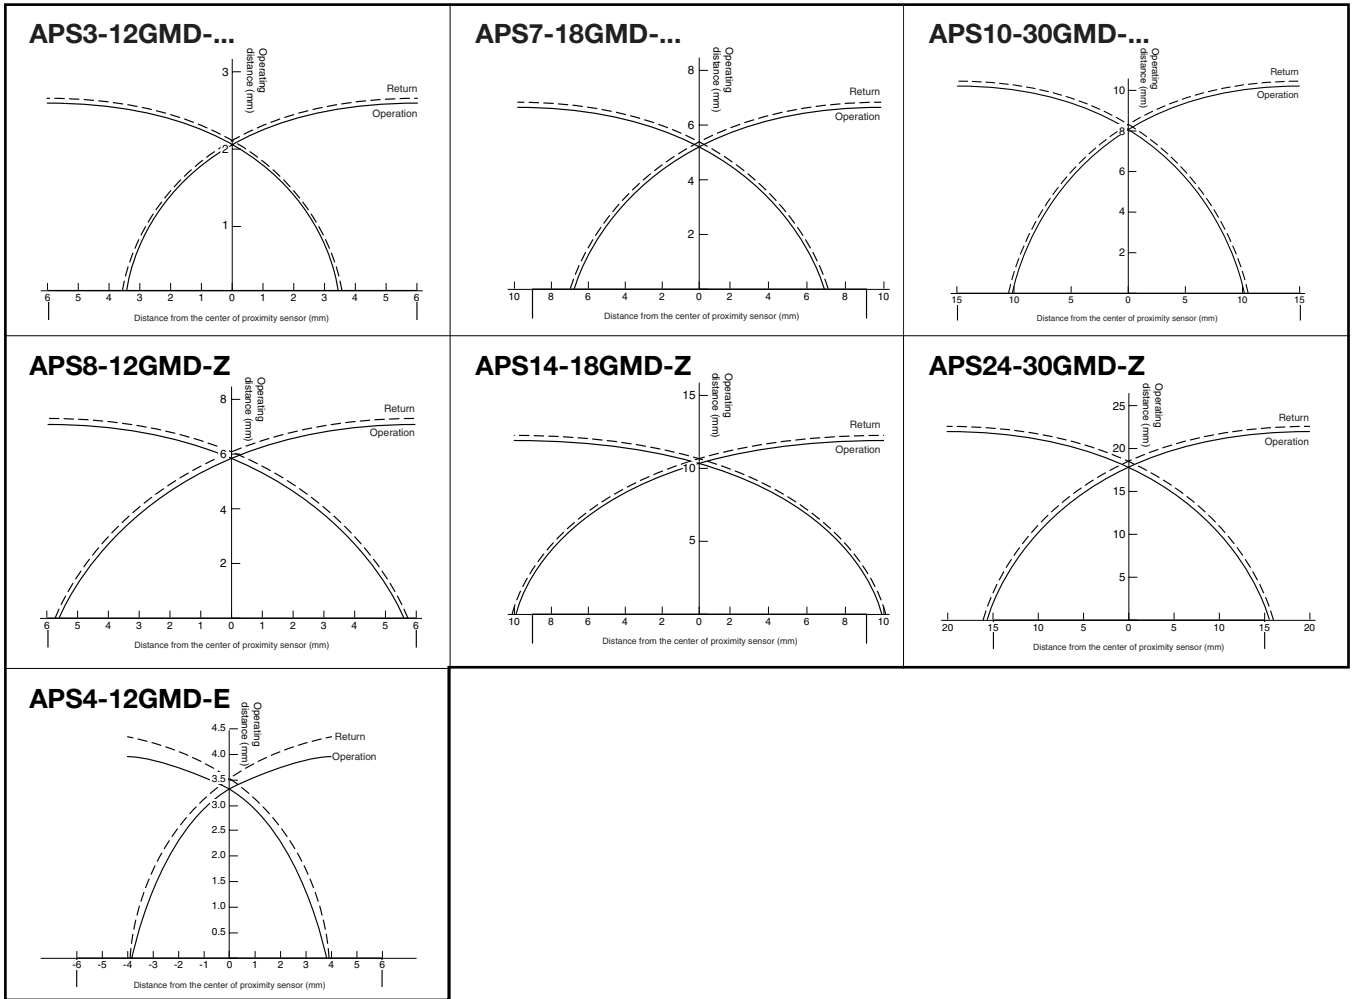 APS3-12GMD-...
Operating
distance (mm)
3
2
1
Return
Operation
6 5 4 3 2 1 0 1 2 3 4 5 6
Distance from the center of proximity sensor (mm)
APS7-18GMD-...
Operating
distance (mm)
8
6
4
2
Return
Operation
10 8 6 4 2 0 2 4 6 8 10
Distance from the center of proximity sensor (mm)
APS10-30GMD-...
Operating
distance (mm)
10
8
6
4
2
Return
Operation
15 10 5 0 5 10 15
Distance from the center of proximity sensor (mm)
APS8-12GMD-Z
Operating
distance (mm)
8
6
4
2
Return
Operation
6 5 4 3 2 1 0 1 2 3 4 5 6
Distance from the center of proximity sensor (mm)
APS14-18GMD-Z
Operating
distance (mm)
15
10
5
Return
Operation
10 8 6 4 2 0 2 4 6 8 10
Distance from the center of proximity sensor (mm)
APS24-30GMD-Z
Operating
distance (mm)
25
20
15
10
5
Return
Operation
20 15 10 5 0 5 10 15 20
Distance from the center of proximity sensor (mm)
APS4-12GMD-E
Operating
distance (mm)
4.5
4.0
3.5
3.0
2.5
2.0
1.5
1.0
0.5
Return
Operation
-6 -5 -4 -3 -2 -1 0 1 2 3 4 5 6
Distance from the center of proximity sensor (mm)